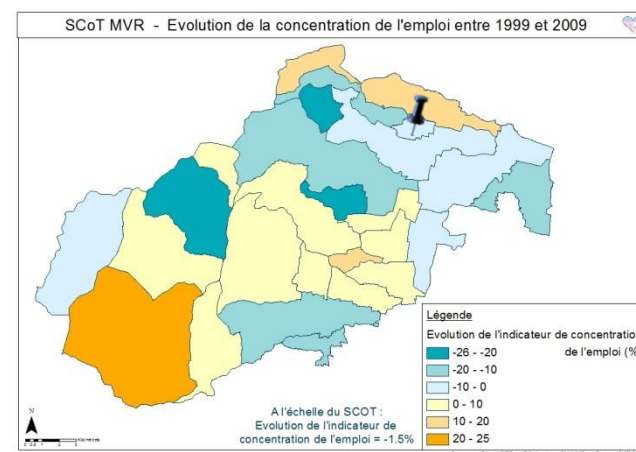 SCoT MVR - Evolution de la concentration de l'emploi entre 1999 et 2009
Légende
Evolution de l'indicateur de concentration
de l'emploi (%
-26 - -20
-20 - -10
-10 - 0
0 - 10
10 - 20
20 - 25
A l'échelle du SCOT :
Evolution de l'indicateur de
concentration de l'emploi = -1.5%
N